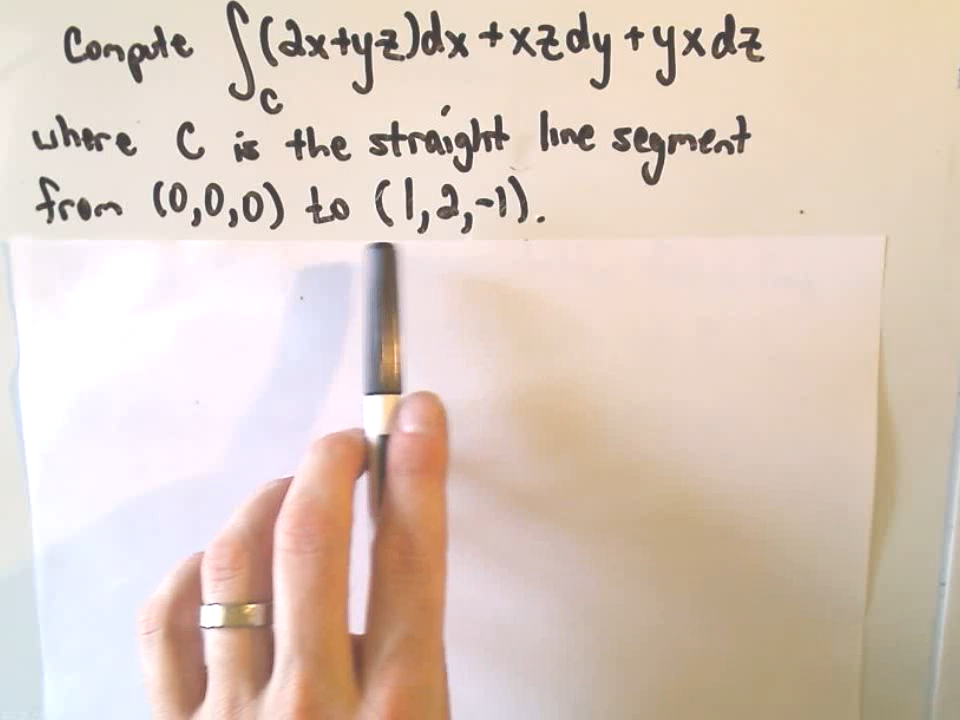 Compute ∫_C (2x+yz)dx + xzdy + yxdz
where C is the straight line segment
from (0,0,0) to (1,2,-1).